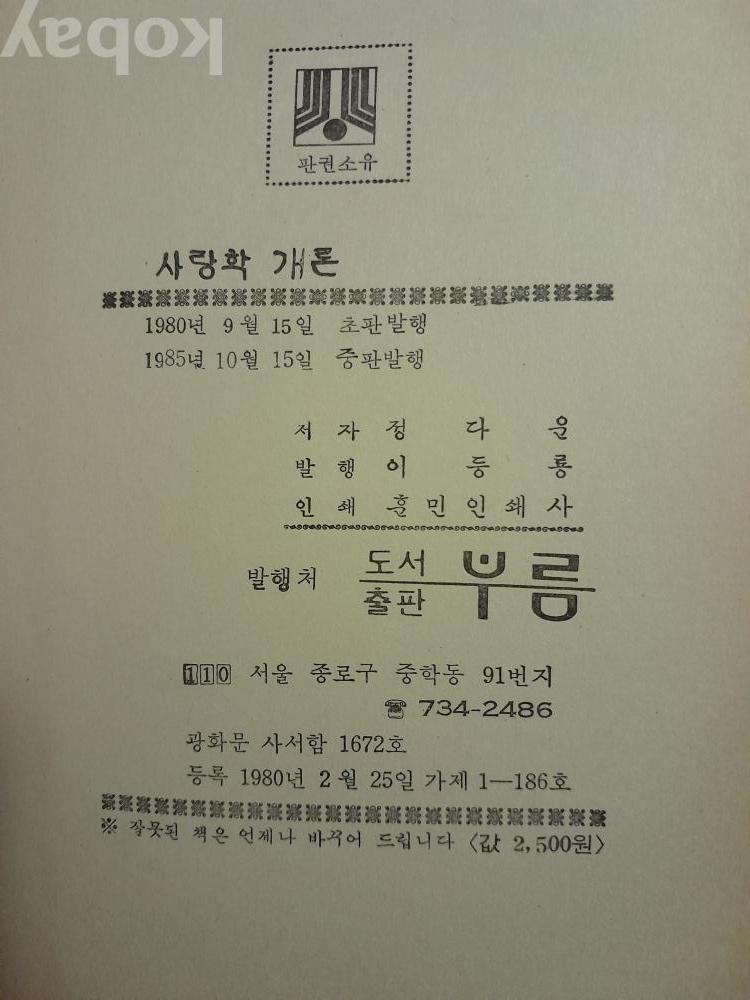 kobay
판권소유
사랑학 개론
1980년 9월 15일 초판발행
1985년 10월 15일 중판발행
저자 정다운
발행 이등룡
인쇄 훈민인쇄사
발행처 도서출판 부름
110 서울 종로구 중학동 91번지
☎ 734-2486
광화문 사서함 1672호
등록 1980년 2월 25일 가제 1—186호
※ 잘못된 책은 언제나 바꾸어 드립니다 <값 2,500원>